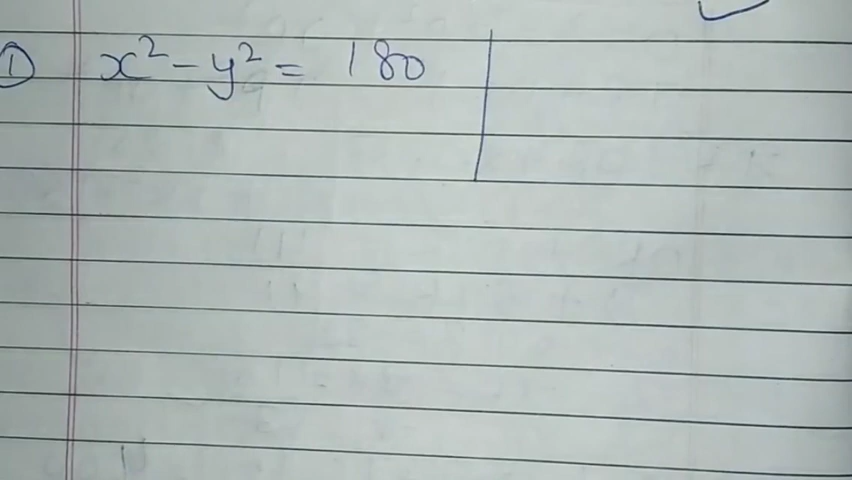 ① x² - y² = 180